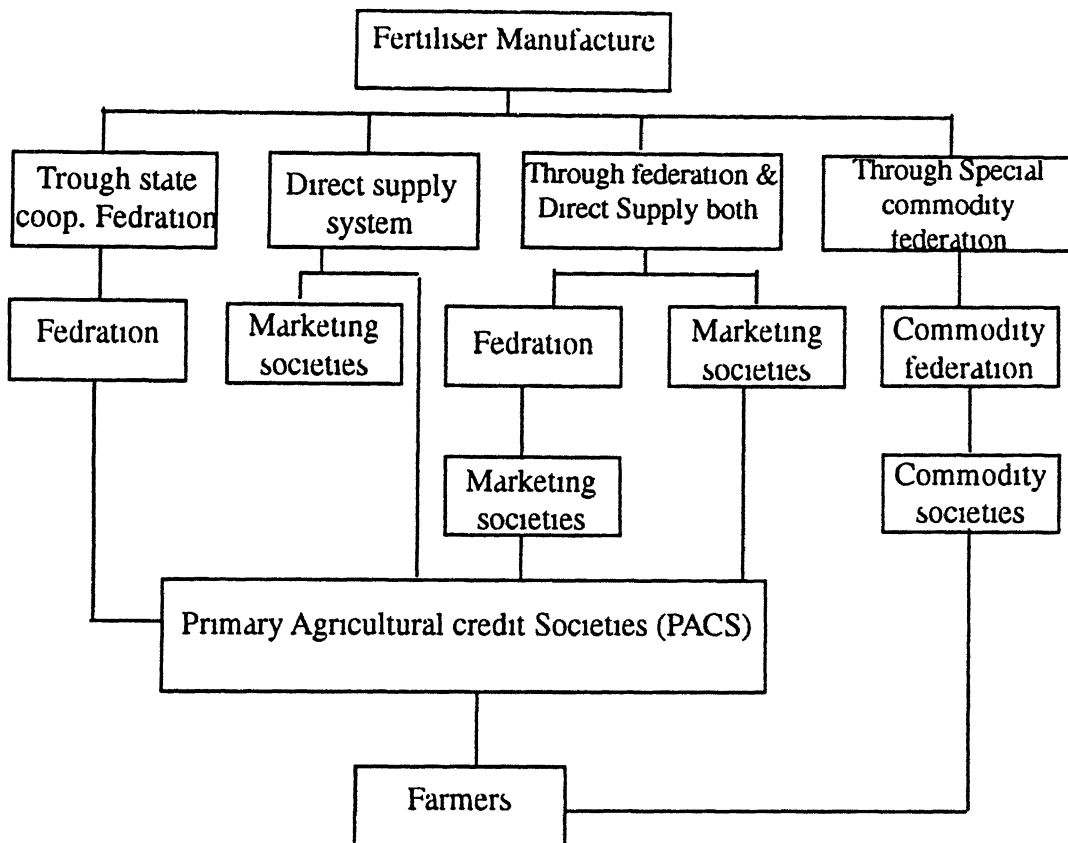 Fertiliser Manufacture
Trough state
coop. Fedration
Direct supply
system
Through federation &
Direct Supply both
Through Special
commodity
federation
Fedration
Marketing
societies
Fedration
Marketing
societies
Commodity
federation
Marketing
societies
Commodity
societies
Primary Agricultural credit Societies (PACS)
Farmers